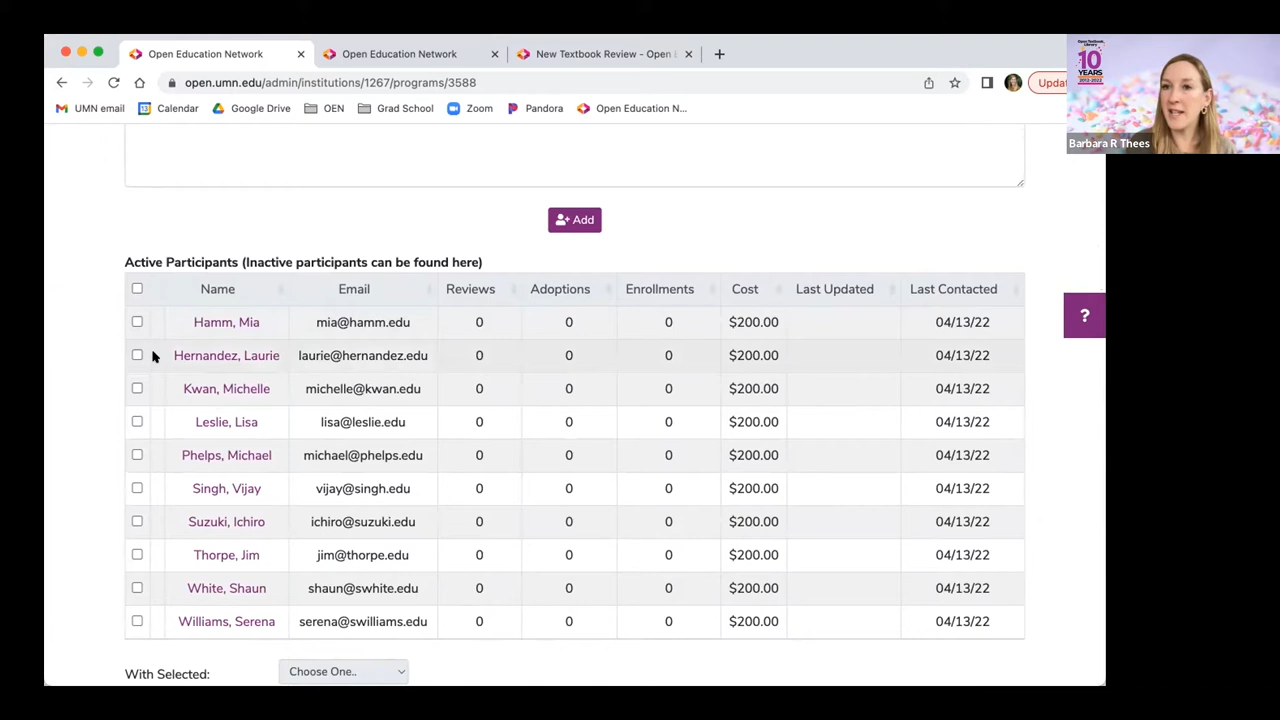 Open Education Network
Open Education Network
New Textbook Review - Open
open.umn.edu/admin/institutions/1267/programs/3588
Updat
UMN email
13 Calendar
Google Drive
OEN
Grad School
Zoom
Pandora
Open Education N...
Open Textbook Library
10
YEARS
2012-2022
Barbara R Thees
Add
Active Participants (Inactive participants can be found here)
Name Email Reviews Adoptions Enrollments Cost Last Updated Last Contacted
Hamm, Mia mia@hamm.edu 0 0 0 $200.00 04/13/22
Hernandez, Laurie laurie@hernandez.edu 0 0 0 $200.00 04/13/22
Kwan, Michelle michelle@kwan.edu 0 0 0 $200.00 04/13/22
Leslie, Lisa lisa@leslie.edu 0 0 0 $200.00 04/13/22
Phelps, Michael michael@phelps.edu 0 0 0 $200.00 04/13/22
Singh, Vijay vijay@singh.edu 0 0 0 $200.00 04/13/22
Suzuki, Ichiro ichiro@suzuki.edu 0 0 0 $200.00 04/13/22
Thorpe, Jim jim@thorpe.edu 0 0 0 $200.00 04/13/22
White, Shaun shaun@swhite.edu 0 0 0 $200.00 04/13/22
Williams, Serena serena@swilliams.edu 0 0 0 $200.00 04/13/22
?
With Selected: Choose One..